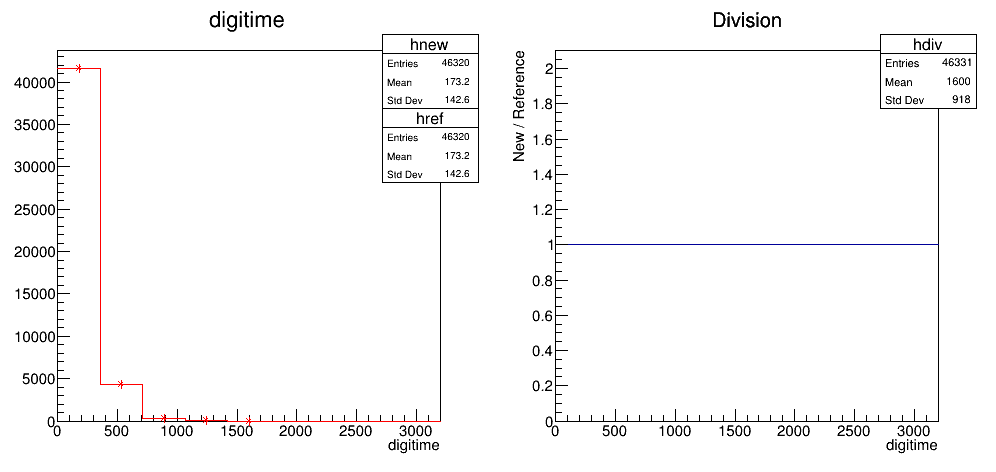 digitime
hnew
Entries 46320
Mean 173.2
Std Dev 142.6
href
Entries 46320
Mean 173.2
Std Dev 142.6
40000
35000
30000
25000
20000
15000
10000
5000
0
0 500 1000 1500 2000 2500 3000
digitime
Division
hdiv
Entries 46331
Mean 1600
Std Dev 918
New / Reference
2
1.8
1.6
1.4
1.2
1
0.8
0.6
0.4
0.2
0
0 500 1000 1500 2000 2500 3000
digitime